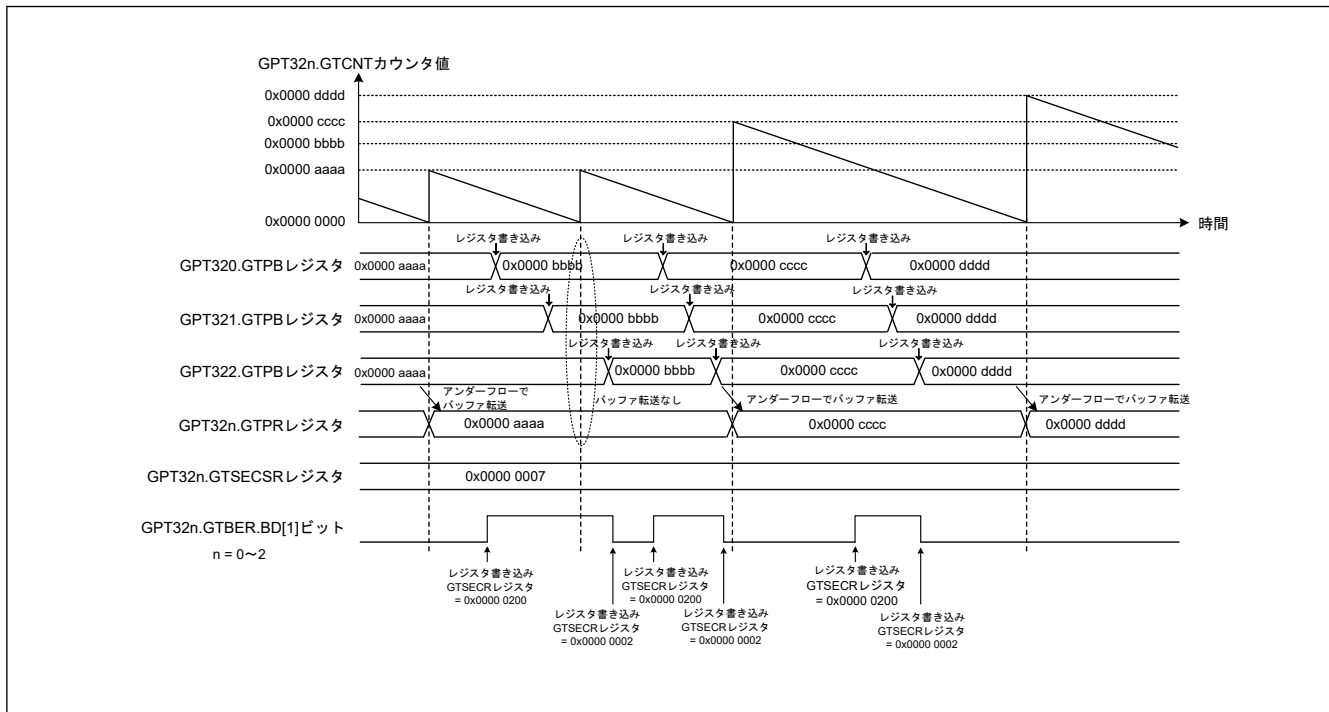 GPT32n.GTCNTカウンタ値
0x0000 dddd
0x0000 cccc
0x0000 bbbb
0x0000 aaaa
0x0000 0000
時間
レジスタ書き込み レジスタ書き込み レジスタ書き込み
GPT320.GTPBレジスタ 0x0000 aaaa 0x0000 bbbb 0x0000 cccc 0x0000 dddd
レジスタ書き込み レジスタ書き込み レジスタ書き込み
GPT321.GTPBレジスタ 0x0000 aaaa 0x0000 bbbb 0x0000 cccc 0x0000 dddd
レジスタ書き込み レジスタ書き込み レジスタ書き込み
GPT322.GTPBレジスタ 0x0000 aaaa 0x0000 bbbb 0x0000 cccc 0x0000 dddd
アンダーフローで
バッファ転送 バッファ転送なし アンダーフローでバッファ転送 アンダーフローでバッファ転送
GPT32n.GTPRレジスタ 0x0000 aaaa 0x0000 cccc 0x0000 dddd
GPT32n.GTSECSRレジスタ 0x0000 0007
GPT32n.GTBER.BD[1]ビット
n = 0～2
レジスタ書き込み
GTSECRレジスタ
= 0x0000 0200
レジスタ書き込み
GTSECRレジスタ
= 0x0000 0002
レジスタ書き込み
GTSECRレジスタ
= 0x0000 0200
レジスタ書き込み
GTSECRレジスタ
= 0x0000 0002
レジスタ書き込み
GTSECRレジスタ
= 0x0000 0200
レジスタ書き込み
GTSECRレジスタ
= 0x0000 0002